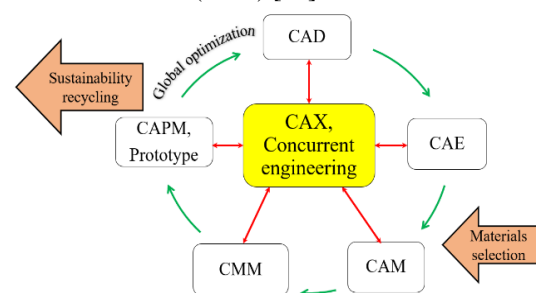 CAD
Global optimization
Sustainability
recycling
CAX,
Concurrent
engineering
CAPM,
Prototype
CAE
Materials
selection
CMM
CAM